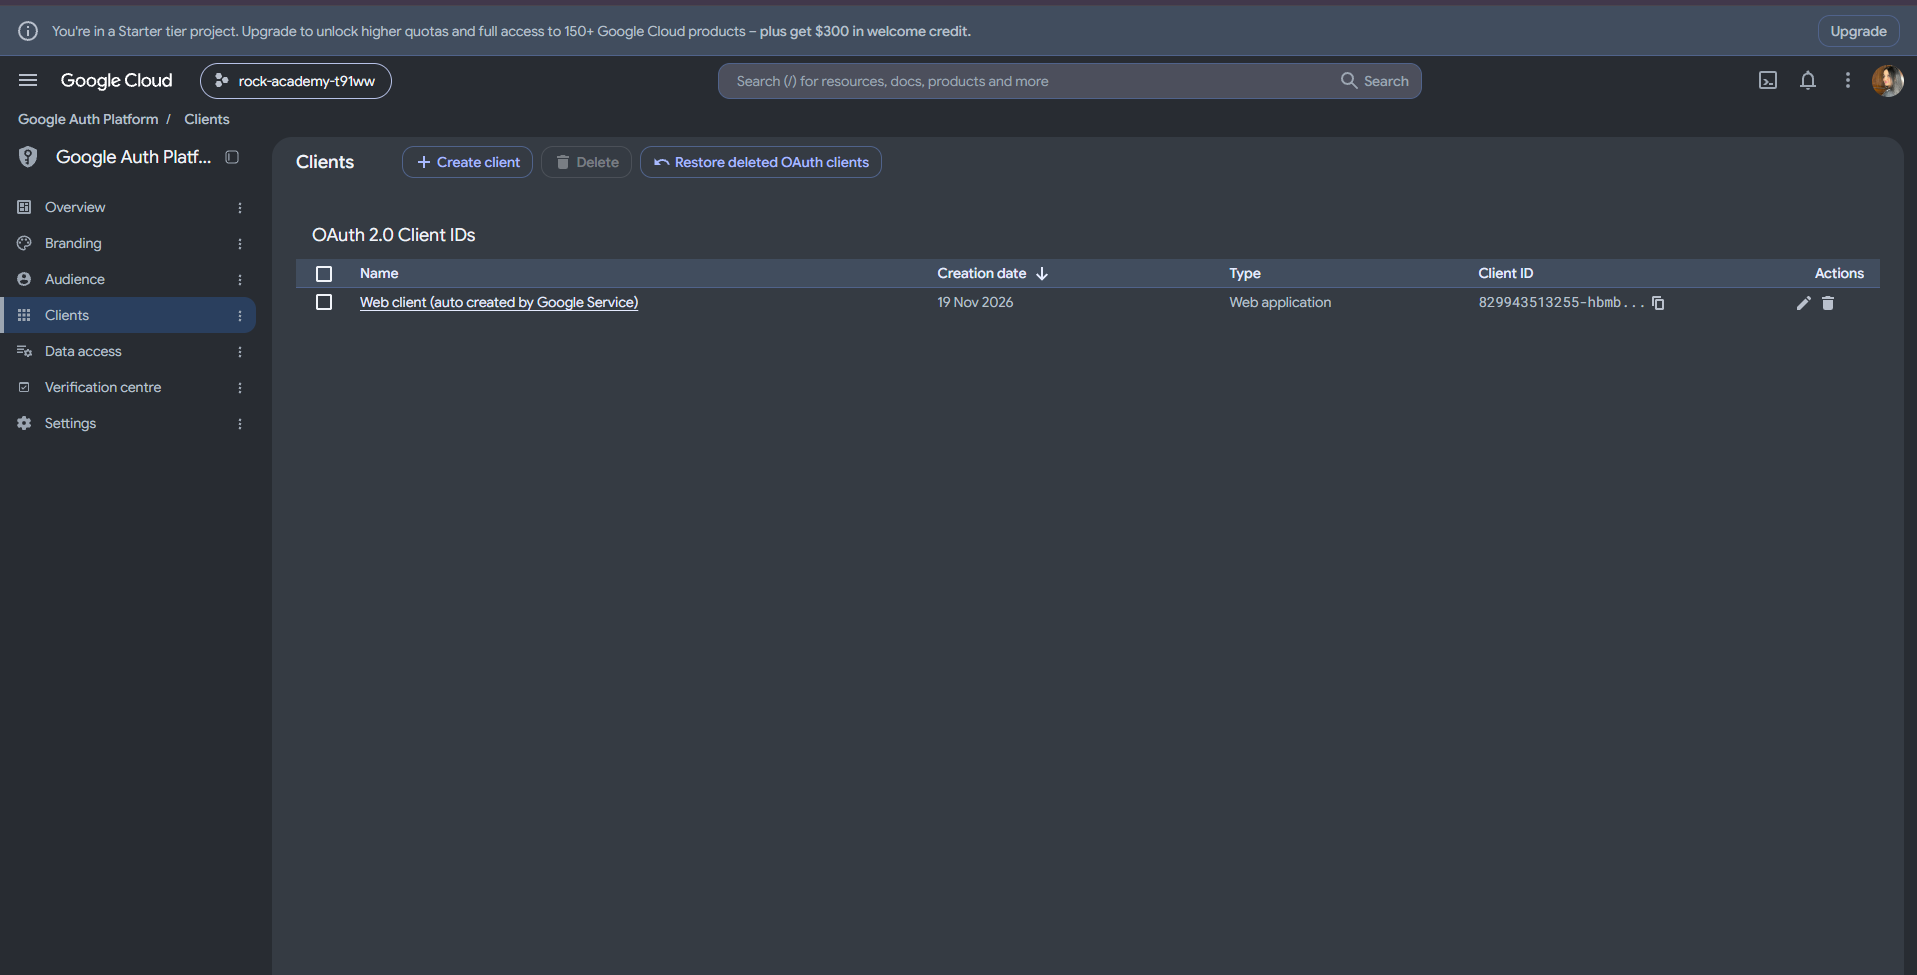 You're in a Starter tier project. Upgrade to unlock higher quotas and full access to 150+ Google Cloud products – plus get $300 in welcome credit.
Upgrade
Google Cloud
rock-academy-t91ww
Search (/) for resources, docs, products and more
Search
Google Auth Platform / Clients
Google Auth Platf...
Overview
Branding
Audience
Clients
Data access
Verification centre
Settings
Clients
Create client
Delete
Restore deleted OAuth clients
OAuth 2.0 Client IDs
Name Creation date Type Client ID Actions
Web client (auto created by Google Service) 19 Nov 2026 Web application 829943513255-hbmb...